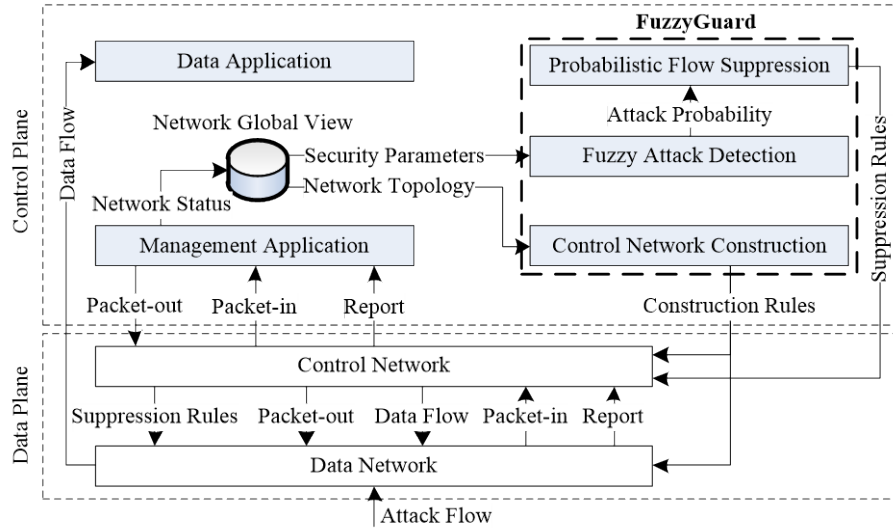 FuzzyGuard
Data Application
Probabilistic Flow Suppression
Attack Probability
Network Global View
Security Parameters
Fuzzy Attack Detection
Network Topology
Network Status
Management Application
Control Network Construction
Packet-out
Packet-in
Report
Construction Rules
Control Plane
Data Flow
Suppression Rules
Control Network
Suppression Rules
Packet-out
Data Flow
Packet-in
Report
Data Network
Data Plane
Attack Flow